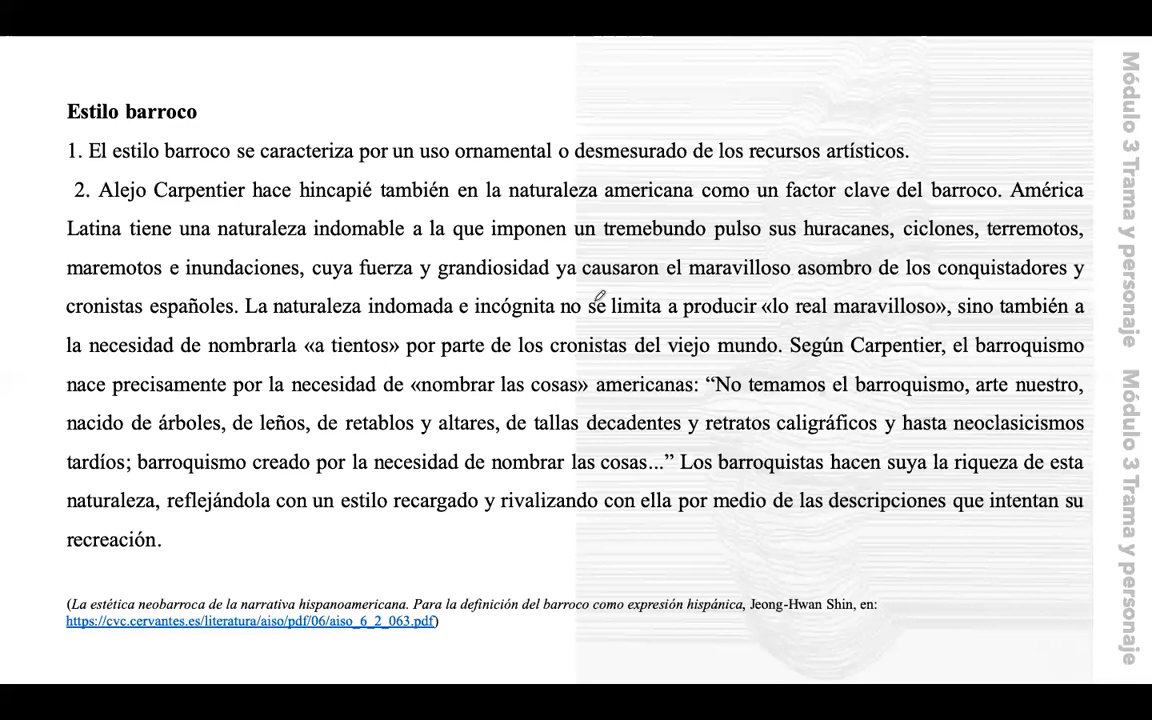 Estilo barroco
1. El estilo barroco se caracteriza por un uso ornamental o desmesurado de los recursos artísticos.
2. Alejo Carpentier hace hincapié también en la naturaleza americana como un factor clave del barroco. América
Latina tiene una naturaleza indomable a la que imponen un tremebundo pulso sus huracanes, ciclones, terremotos,
maremotos e inundaciones, cuya fuerza y grandiosidad ya causaron el maravilloso asombro de los conquistadores y
cronistas españoles. La naturaleza indomada e incógnita no se limita a producir «lo real maravilloso», sino también a
la necesidad de nombrarla «a tientos» por parte de los cronistas del viejo mundo. Según Carpentier, el barroquismo
nace precisamente por la necesidad de «nombrar las cosas» americanas: “No temamos el barroquismo, arte nuestro,
nacido de árboles, de leños, de retablos y altares, de tallas decadentes y retratos caligráficos y hasta neoclasicismos
tardíos; barroquismo creado por la necesidad de nombrar las cosas...” Los barroquistas hacen suya la riqueza de esta
naturaleza, reflejándola con un estilo recargado y rivalizando con ella por medio de las descripciones que intentan su
recreación.
(La estética neobarroca de la narrativa hispanoamericana. Para la definición del barroco como expresión hispánica, Jeong-Hwan Shin, en:
https://cvc.cervantes.es/literatura/aiso/pdf/06/aiso_6_2_063.pdf)
Módulo 3 Trama y personaje
Módulo 3 Trama y personaje